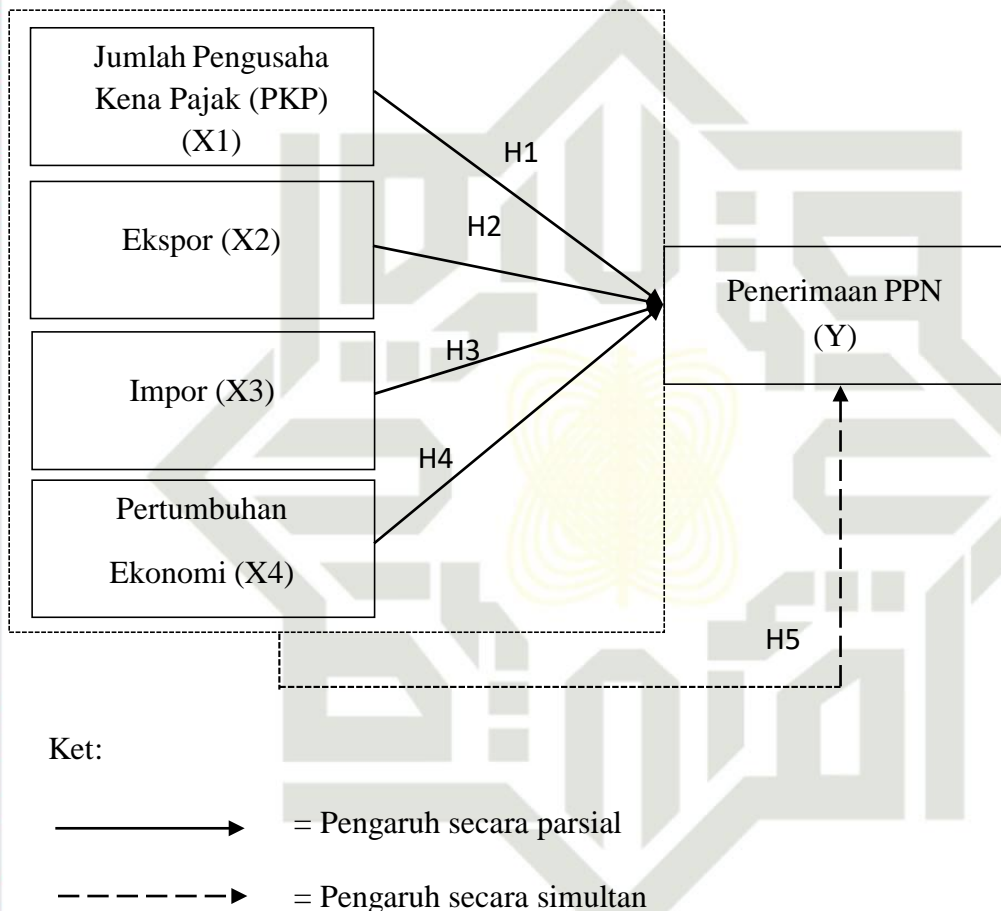 Jumlah Pengusaha
Kena Pajak (PKP)
(X1)
H1
Ekspor (X2)
H2
Penerimaan PPN
(Y)
Impor (X3)
H3
H4
Pertumbuhan
Ekonomi (X4)
H5
Ket:
= Pengaruh secara parsial
= Pengaruh secara simultan